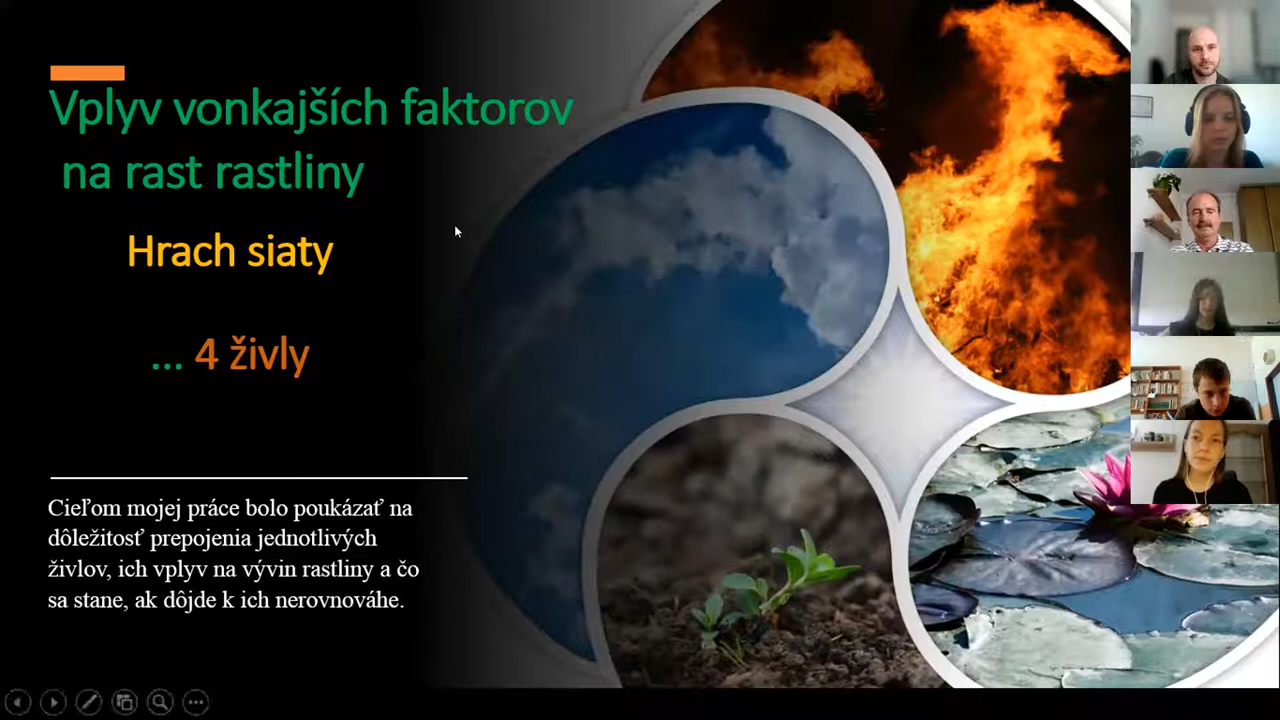 Vplyv vonkajších faktorov
na rast rastliny
Hrach siaty
... 4 živly
Cieľom mojej práce bolo poukázať na
dôležitosť prepojenia jednotlivých
živlov, ich vplyv na vývin rastliny a čo
sa stane, ak dôjde k ich nerovnováhe.